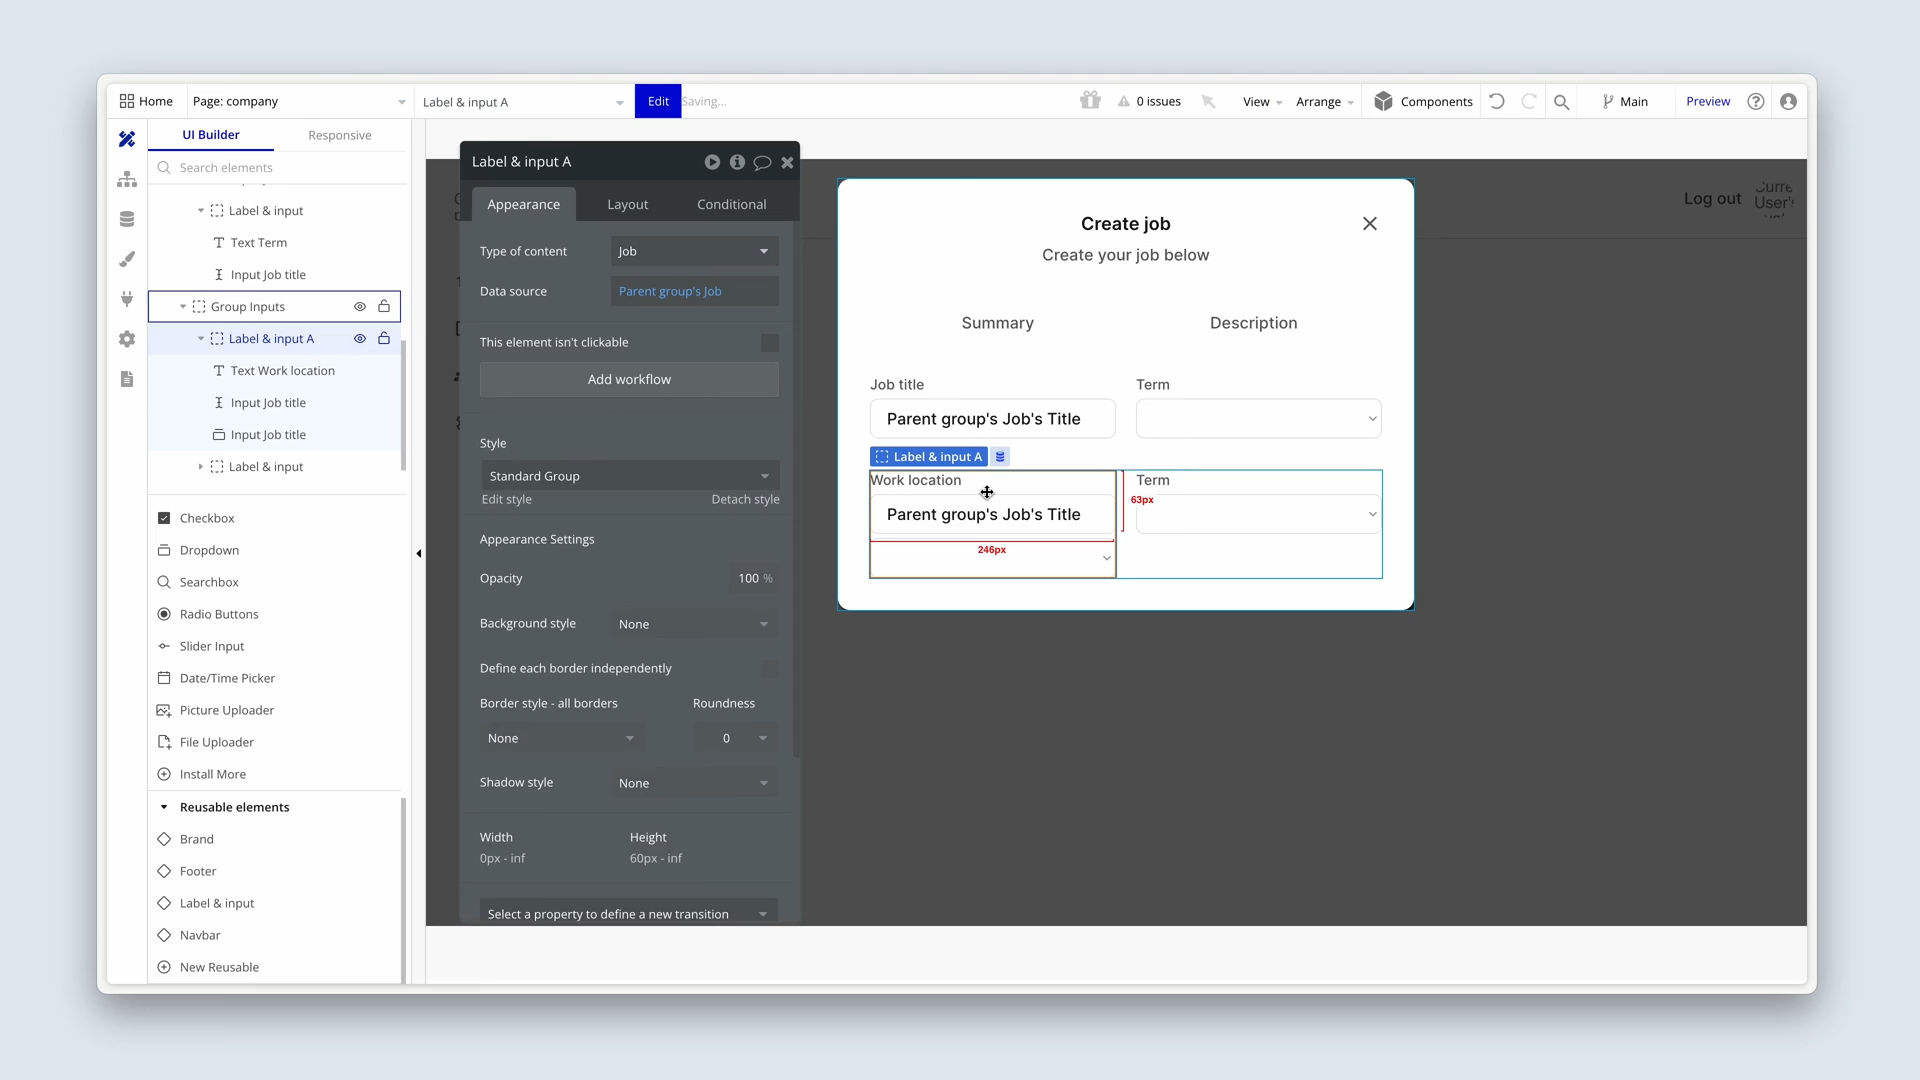 Home
Page: company
Label & input A
Edit
Saving...
0 issues
View
Arrange
Components
Main
Preview
UI Builder
Responsive
Search elements
Label & input
Text Term
Input Job title
Group Inputs
Label & input A
Text Work location
Input Job title
Input Job title
Label & input
Checkbox
Dropdown
Searchbox
Radio Buttons
Slider Input
Date/Time Picker
Picture Uploader
File Uploader
Install More
Reusable elements
Brand
Footer
Label & input
Navbar
New Reusable
Label & input A
Appearance
Layout
Conditional
Type of content
Job
Data source
Parent group's Job
This element isn't clickable
Add workflow
Style
Standard Group
Edit style
Detach style
Appearance Settings
Opacity
100 %
Background style
None
Define each border independently
Border style - all borders
Roundness
None
0
Shadow style
None
Width
Height
0px - inf
60px - inf
Select a property to define a new transition
Create job
Create your job below
Summary
Description
Job title
Term
Parent group's Job's Title
Label & input A
Work location
Term
63px
Parent group's Job's Title
246px
Log out
User's